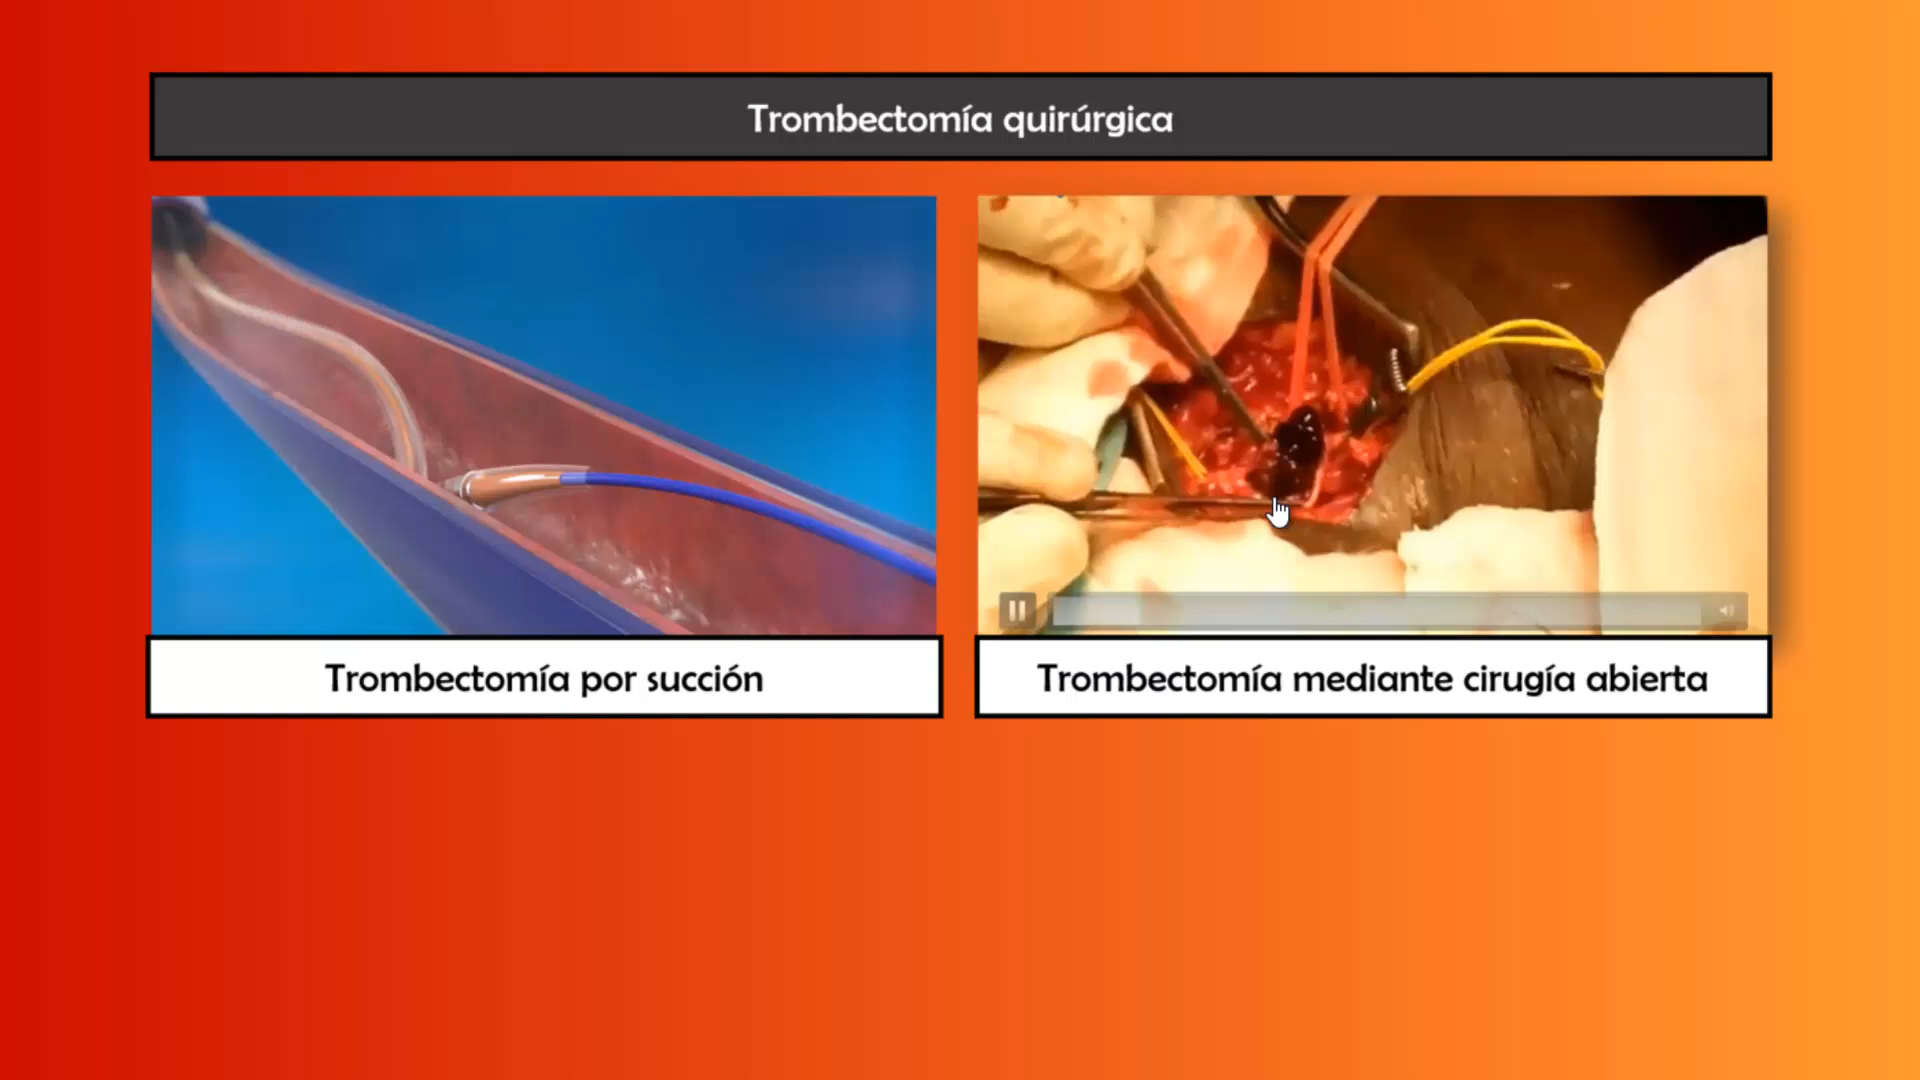 Trombectomía quirúrgica
Trombectomía por succión
Trombectomía mediante cirugía abierta